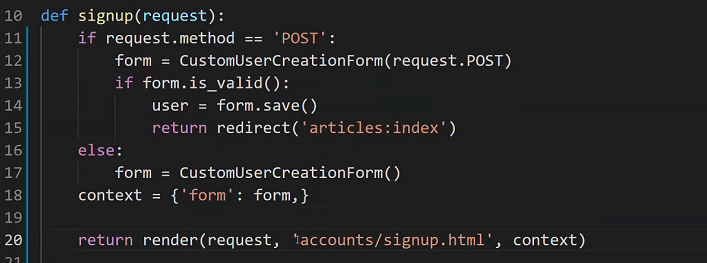 10 def signup(request):
11     if request.method == 'POST':
12         form = CustomUserCreationForm(request.POST)
13         if form.is_valid():
14             user = form.save()
15             return redirect('articles:index')
16     else:
17         form = CustomUserCreationForm()
18     context = {'form': form,}
19
20     return render(request, 'accounts/signup.html', context)
21